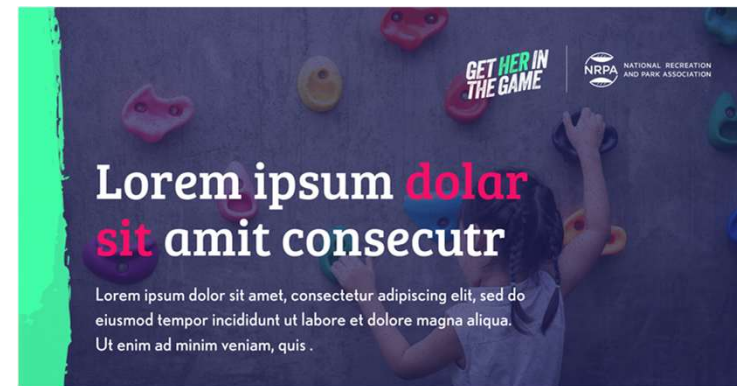 GET HER IN
THE GAME
NRPA
NATIONAL RECREATION
AND PARK ASSOCIATION
Lorem ipsum dolar
sit amit consecutr
Lorem ipsum dolor sit amet, consectetur adipiscing elit, sed do
eiusmod tempor incididunt ut labore et dolore magna aliqua.
Ut enim ad minim veniam, quis .